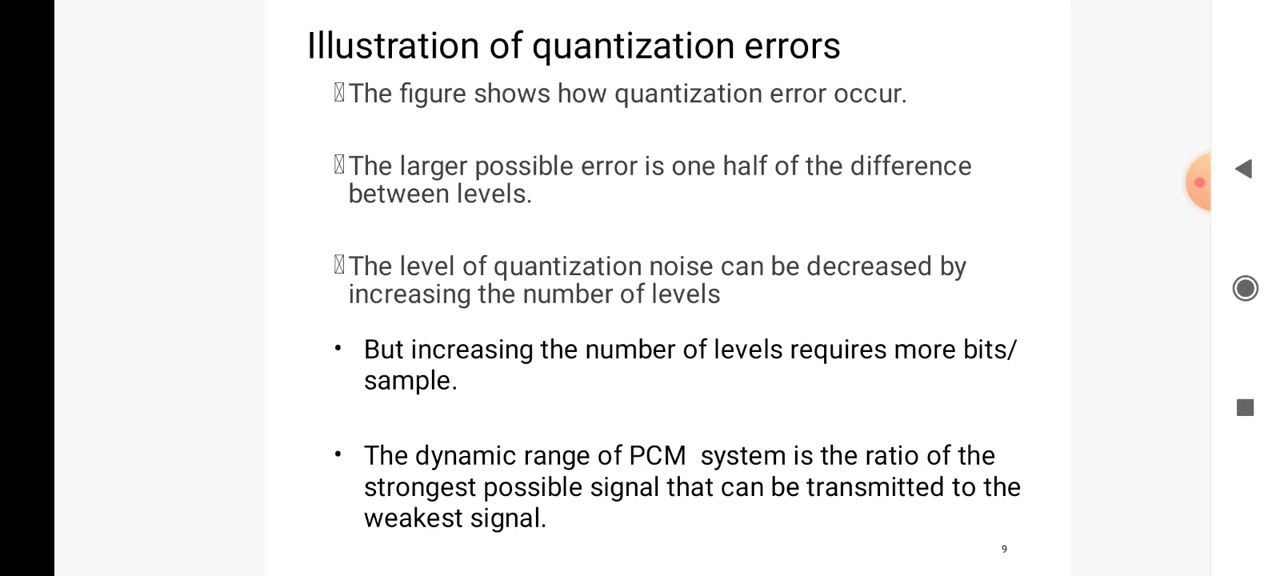 Illustration of quantization errors
The figure shows how quantization error occur.
The larger possible error is one half of the difference
between levels.
The level of quantization noise can be decreased by
increasing the number of levels
• But increasing the number of levels requires more bits/
sample.
• The dynamic range of PCM system is the ratio of the
strongest possible signal that can be transmitted to the
weakest signal.
9